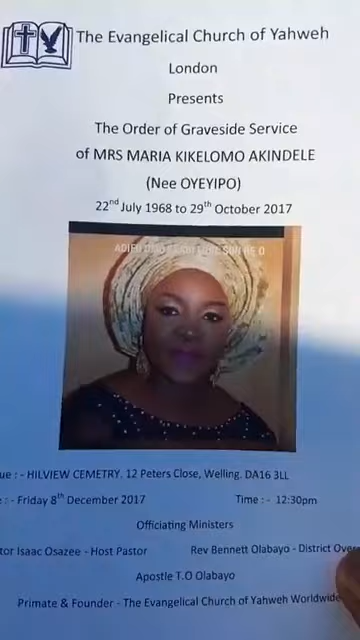 The Evangelical Church of Yahweh
London
Presents
The Order of Graveside Service
of MRS MARIA KIKELOMO AKINDELE
(Nee OYEYIPO)
22nd July 1968 to 29th October 2017
ADIEU
RE O
ue : - HILVIEW CEMETRY. 12 Peters Close, Welling. DA16 3LL
e : - Friday 8th December 2017 Time : - 12:30pm
Officiating Ministers
tor Isaac Osazee - Host Pastor Rev Bennett Olabayo - District Over
Apostle T.O Olabayo
Primate & Founder - The Evangelical Church of Yahweh Worldwide